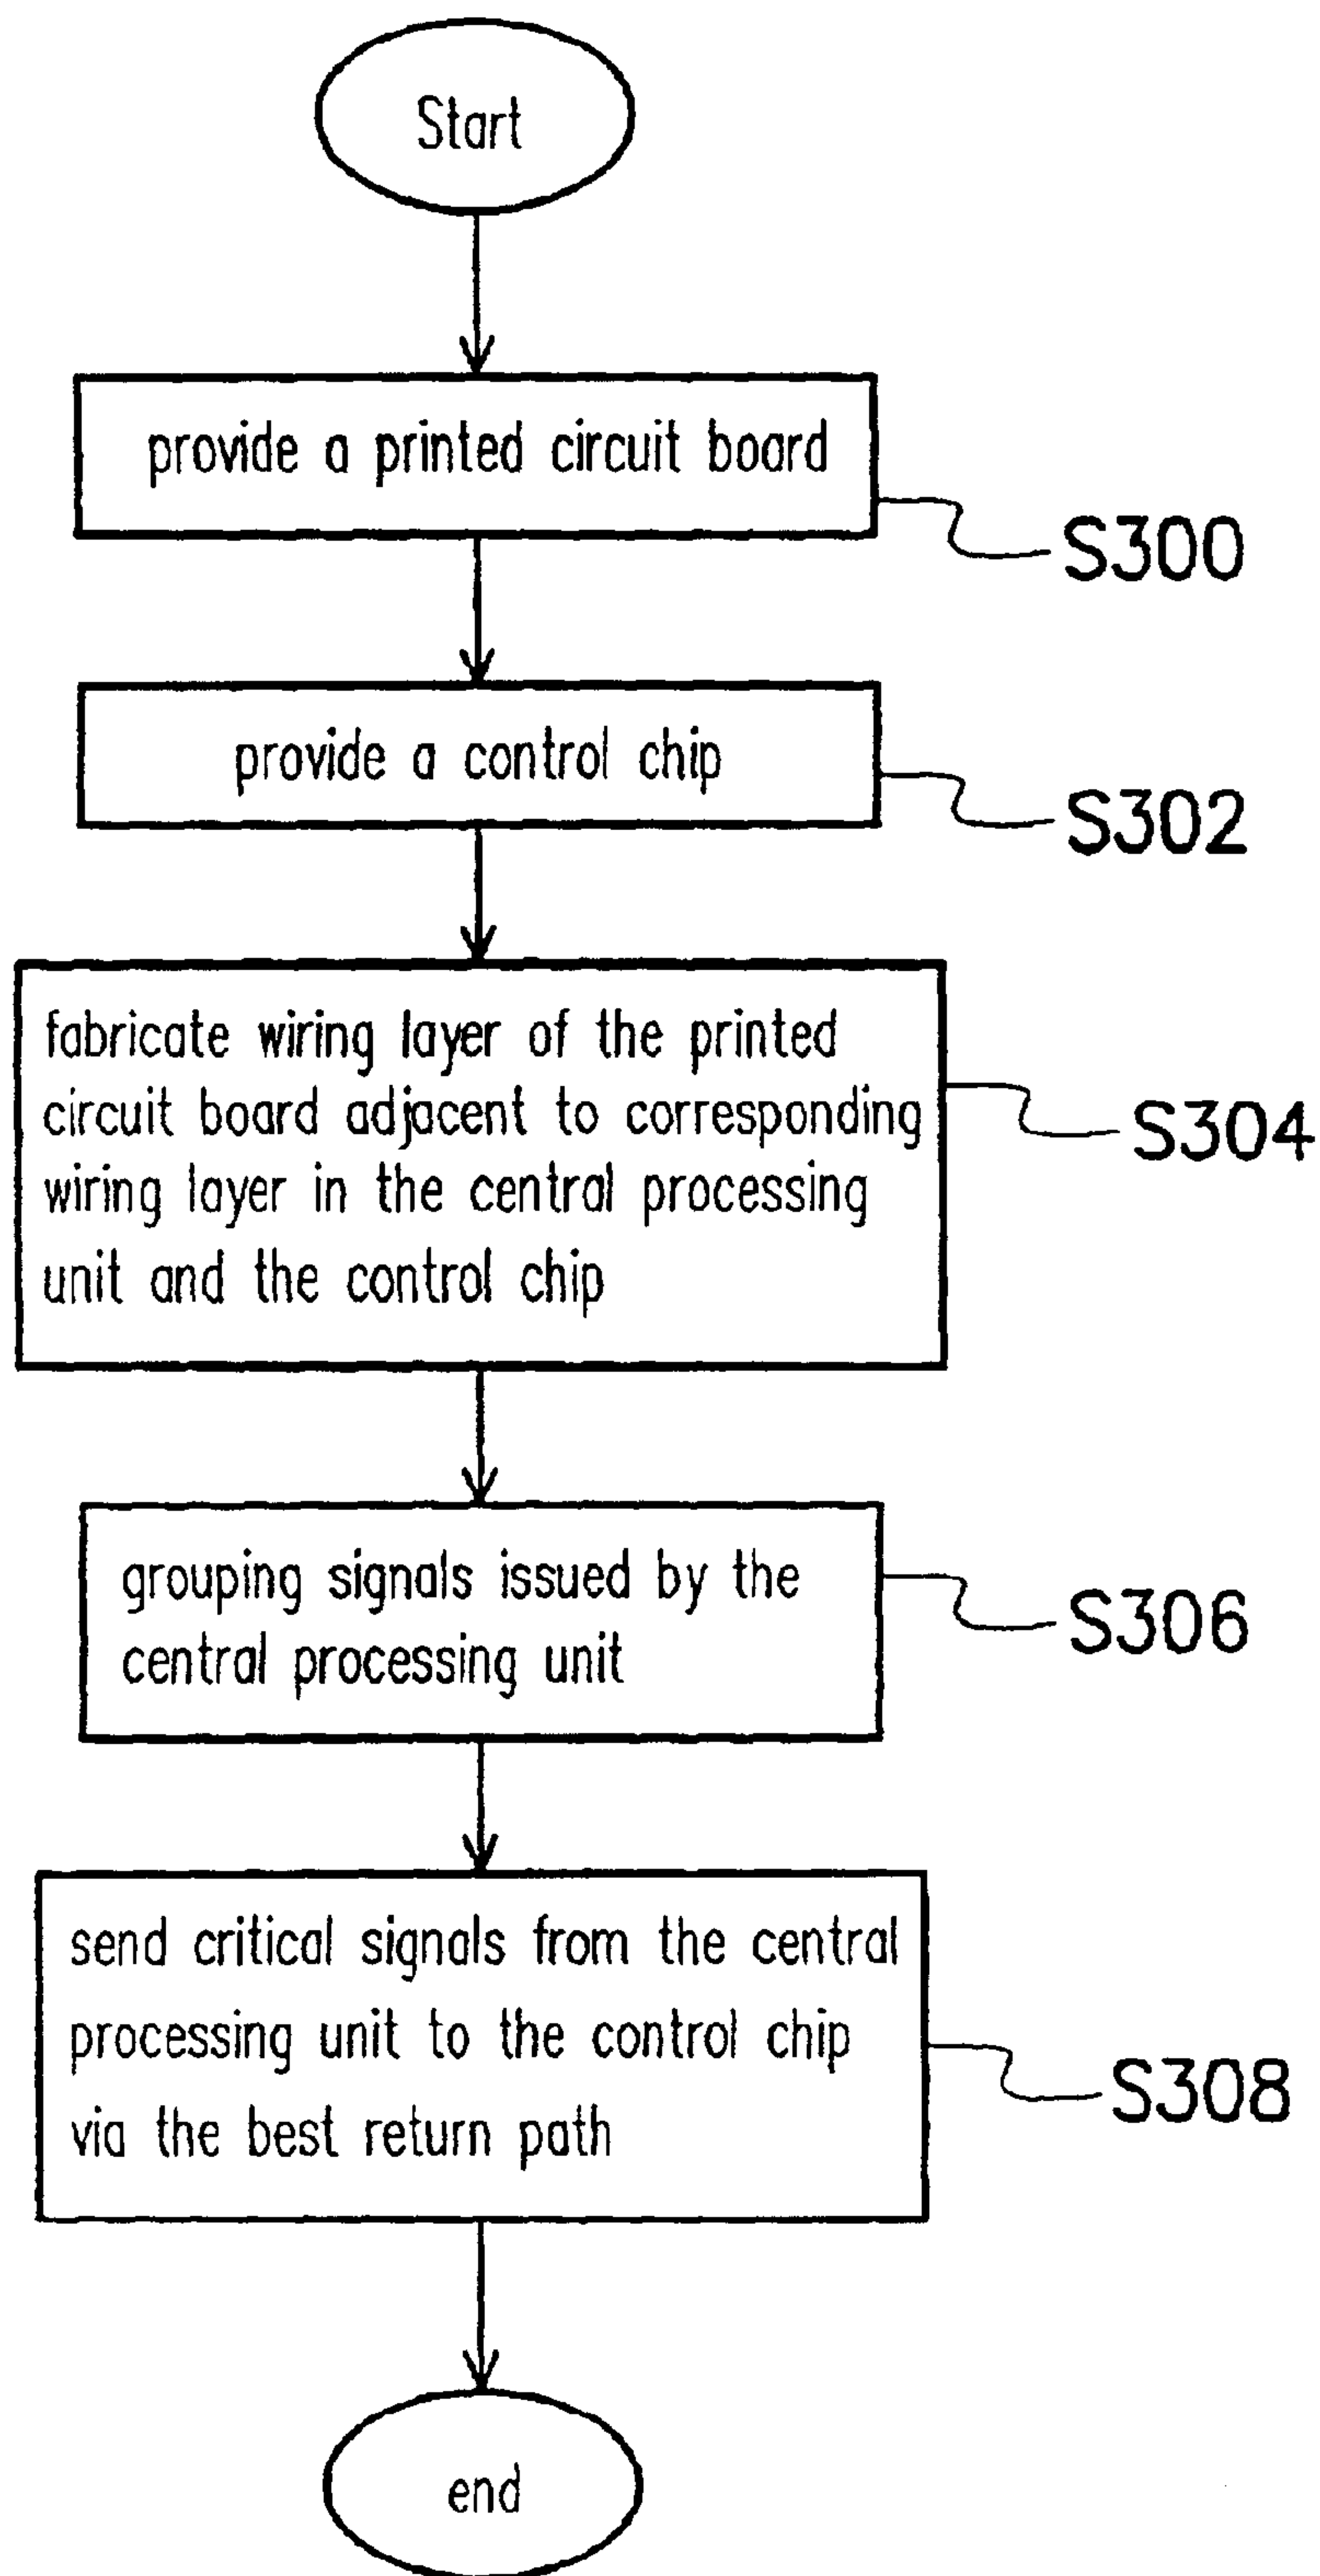 Start
provide a printed circuit board
S300
provide a control chip
S302
fabricate wiring layer of the printed
circuit board adjacent to corresponding
wiring layer in the central processing
unit and the control chip
S304
grouping signals issued by the
central processing unit
S306
send critical signals from the central
processing unit to the control chip
via the best return path
S308
end